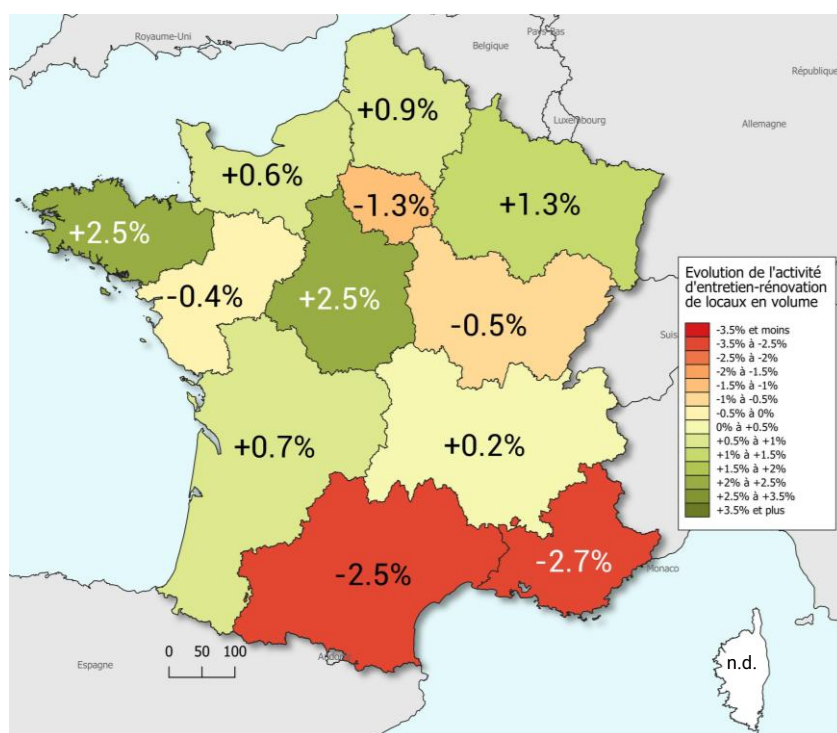 Royaume-Uni
Pays-Bas
Belgique
République
Luxembourg
Allemagne
+0.9%
+0.6%
-1.3%
+1.3%
+2.5%
-0.4%
+2.5%
-0.5%
Suis
+0.7%
+0.2%
-2.5%
-2.7%
Monaco
n.d.
Espagne
0 50 100
Evolution de l'activité
d'entretien-rénovation
de locaux en volume
-3.5% et moins
-3.5% à -2.5%
-2.5% à -2%
-2% à -1.5%
-1.5% à -1%
-1% à -0.5%
-0.5% à 0%
0% à +0.5%
+0.5% à +1%
+1% à +1.5%
+1.5% à +2%
+2% à +2.5%
+2.5% à +3.5%
+3.5% et plus